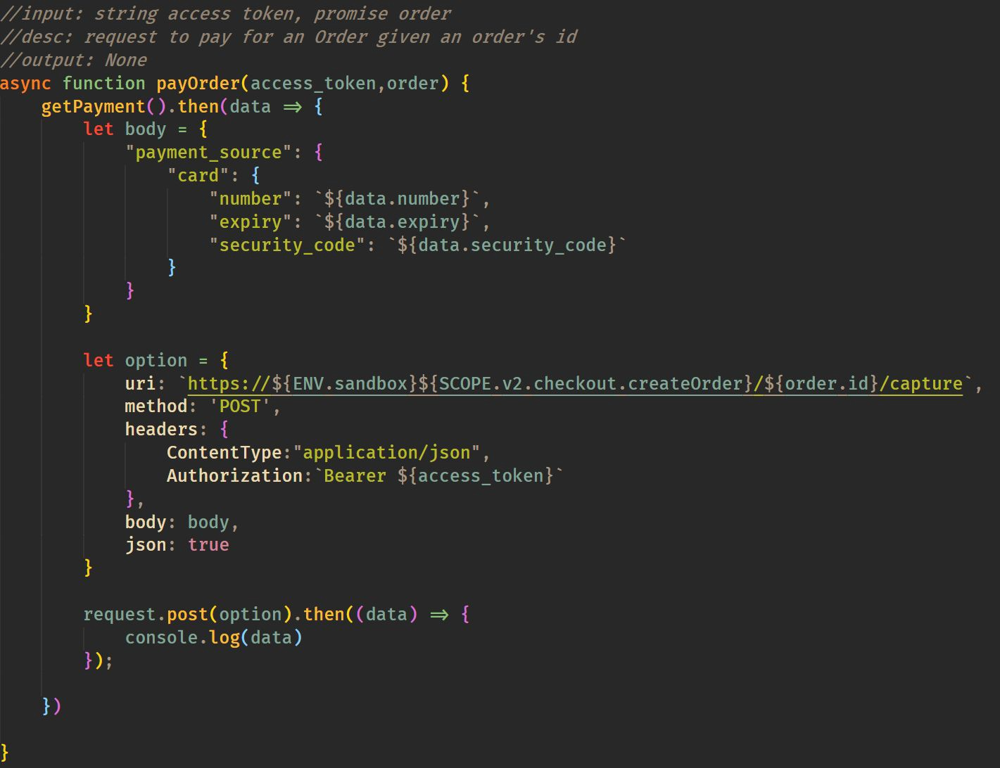 //input: string access token, promise order
//desc: request to pay for an Order given an order's id
//output: None
async function payOrder(access_token,order) {
    getPayment().then(data => {
        let body = {
            "payment_source": {
                "card": {
                    "number": `${data.number}`,
                    "expiry": `${data.expiry}`,
                    "security_code": `${data.security_code}`
                }
            }
        }

        let option = {
            uri: `https://${ENV.sandbox}${SCOPE.v2.checkout.createOrder}/${order.id}/capture`,
            method: 'POST',
            headers: {
                ContentType:"application/json",
                Authorization:`Bearer ${access_token}`
            },
            body: body,
            json: true
        }

        request.post(option).then((data) => {
            console.log(data)
        });

    })

}